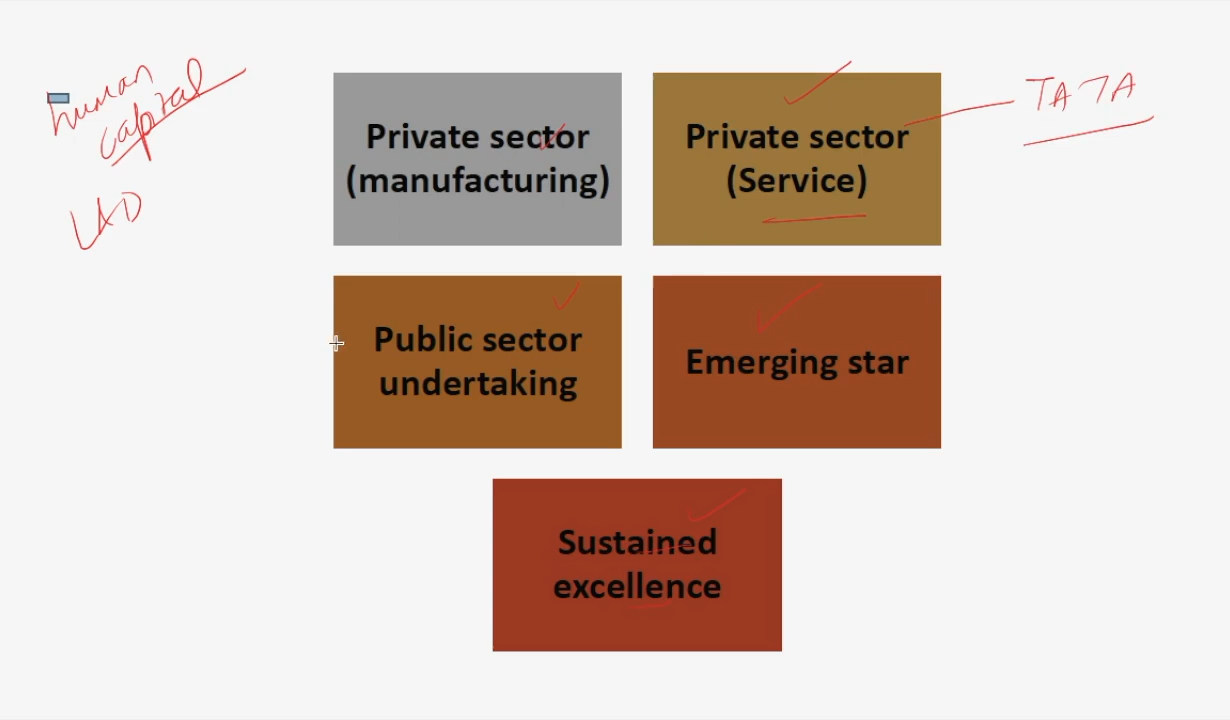 human
capital
L&D
Private sector
(manufacturing)
Private sector
(Service)
TATA
Public sector
undertaking
Emerging star
Sustained
excellence